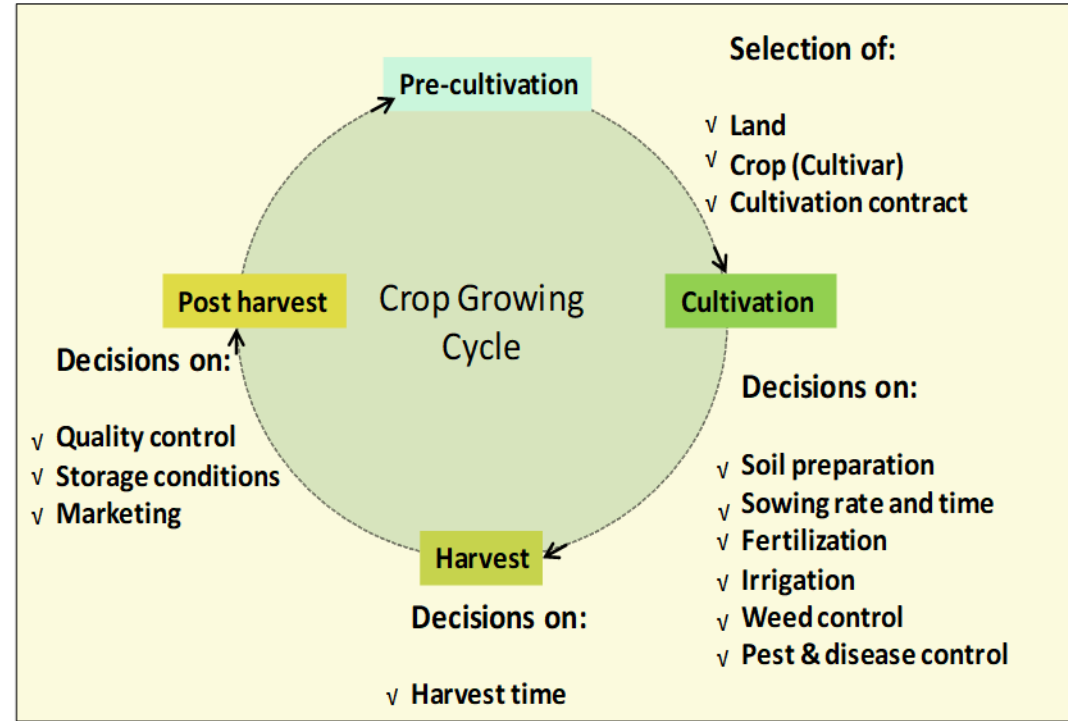 Pre-cultivation
Selection of:
√ Land
√ Crop (Cultivar)
√ Cultivation contract
Post harvest
Crop Growing
Cycle
Cultivation
Decisions on:
√ Quality control
√ Storage conditions
√ Marketing
Decisions on:
√ Soil preparation
√ Sowing rate and time
√ Fertilization
√ Irrigation
√ Weed control
√ Pest & disease control
Harvest
Decisions on:
√ Harvest time